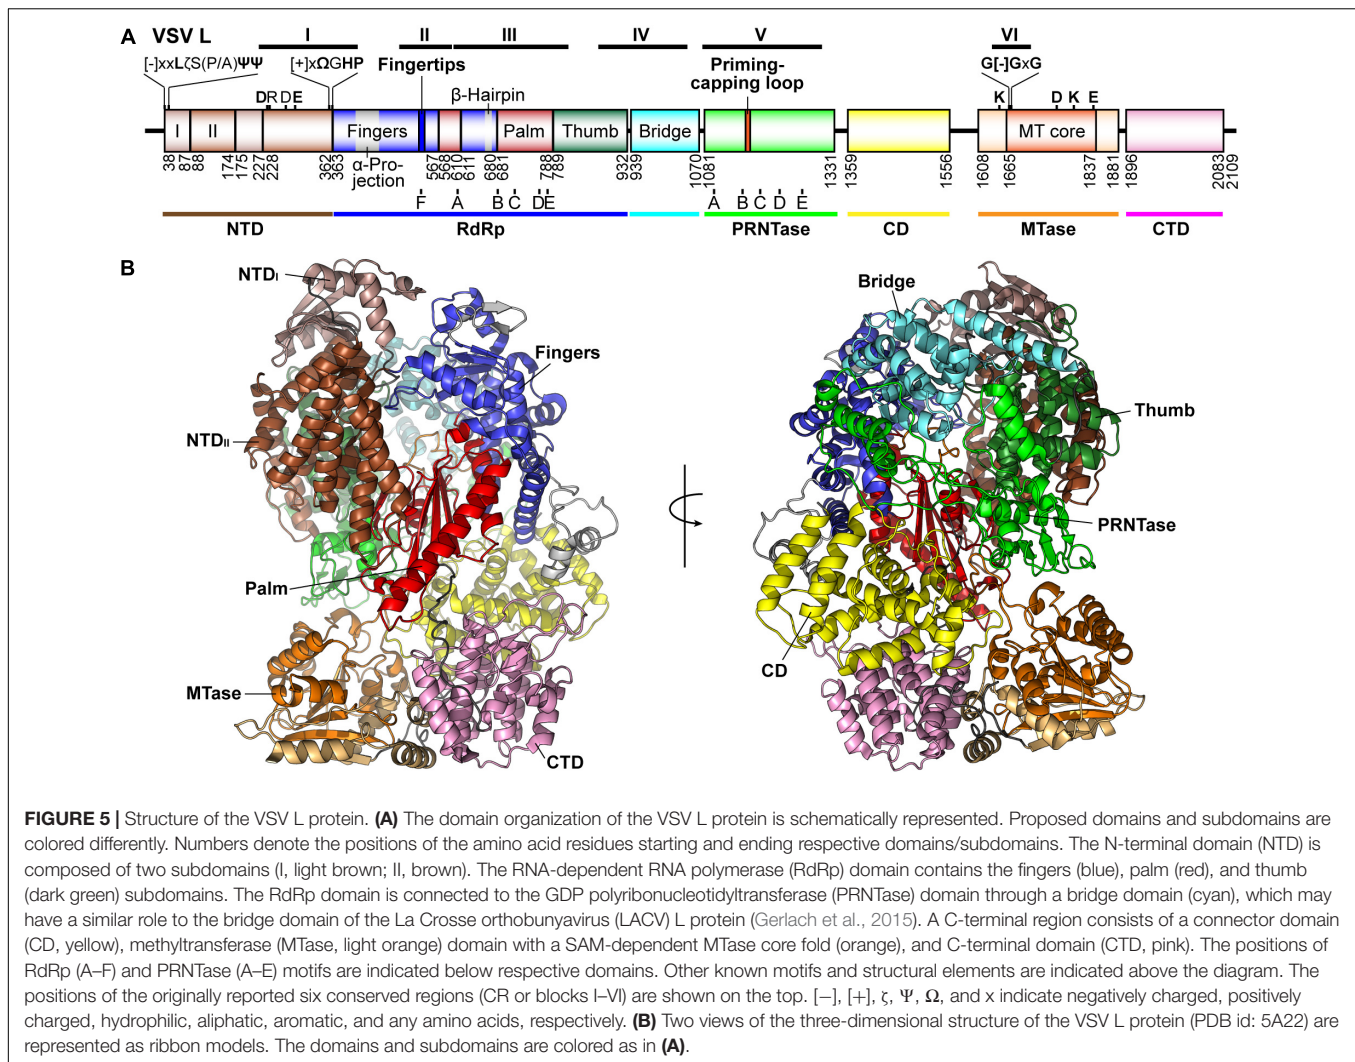 A VSV L I II III IV V VI
[-]xxLζS(P/A)ΨΨ [+]xΩGHP Fingertips Priming-
capping loop G[-]GxG
DRDE β-Hairpin K D K E
I II Fingers Palm Thumb Bridge MT core
α-Pro-
jection
38 87 88 174 175 227 228 362 363 567 568 610 611 680 681 788 789 932 939 1070 1081 1331 1359 1556 1608 1665 1837 1881 1896 2083 2109
F A B C D E A B C D E
NTD RdRp PRNTase CD MTase CTD
B
NTDI
Fingers
NTDII
Palm
MTase
CTD
Bridge
Thumb
PRNTase
CD
FIGURE 5 | Structure of the VSV L protein. (A) The domain organization of the VSV L protein is schematically represented. Proposed domains and subdomains are
colored differently. Numbers denote the positions of the amino acid residues starting and ending respective domains/subdomains. The N-terminal domain (NTD) is
composed of two subdomains (I, light brown; II, brown). The RNA-dependent RNA polymerase (RdRp) domain contains the fingers (blue), palm (red), and thumb
(dark green) subdomains. The RdRp domain is connected to the GDP polyribonucleotidyltransferase (PRNTase) domain through a bridge domain (cyan), which may
have a similar role to the bridge domain of the La Crosse orthobunyavirus (LACV) L protein (Gerlach et al., 2015). A C-terminal region consists of a connector domain
(CD, yellow), methyltransferase (MTase, light orange) domain with a SAM-dependent MTase core fold (orange), and C-terminal domain (CTD, pink). The positions of
RdRp (A–F) and PRNTase (A–E) motifs are indicated below respective domains. Other known motifs and structural elements are indicated above the diagram. The
positions of the originally reported six conserved regions (CR or blocks I–VI) are shown on the top. [−], [+], ζ, Ψ, Ω, and x indicate negatively charged, positively
charged, hydrophilic, aliphatic, aromatic, and any amino acids, respectively. (B) Two views of the three-dimensional structure of the VSV L protein (PDB id: 5A22) are
represented as ribbon models. The domains and subdomains are colored as in (A).